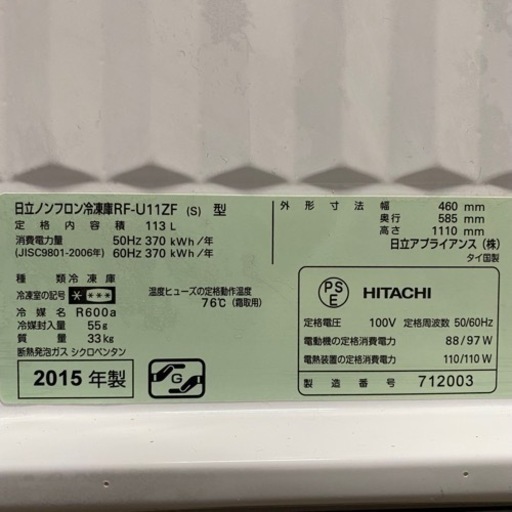 日立ノンフロン冷凍庫RF-U11ZF (S) 型
定格内容積 113 L
消費電力量 50Hz 370 kWh/年
(JISC9801-2006年) 60Hz 370 kWh/年
種類 冷凍庫
冷凍室の記号 * ***
冷媒名 R600a
冷媒封入量 55g
質量 33kg
断熱発泡ガス シクロペンタン
温度ヒューズの定格動作温度
76℃ (霜取用)
2015 年製
G
外形寸法 幅 460 mm
奥行 585 mm
高さ 1110 mm
日立アプライアンス (株)
タイ国製
PS
E
HITACHI
定格電圧 100V 定格周波数 50/60Hz
電動機の定格消費電力 88/97W
電熱装置の定格消費電力 110/110W
製造番号 712003